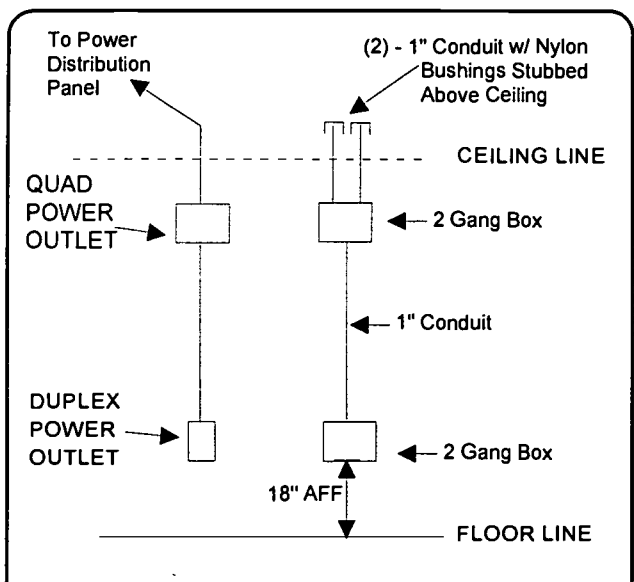 To Power
Distribution
Panel
(2) - 1" Conduit w/ Nylon
Bushings Stubbed
Above Ceiling
CEILING LINE
QUAD
POWER
OUTLET
2 Gang Box
1" Conduit
DUPLEX
POWER
OUTLET
2 Gang Box
18" AFF
FLOOR LINE